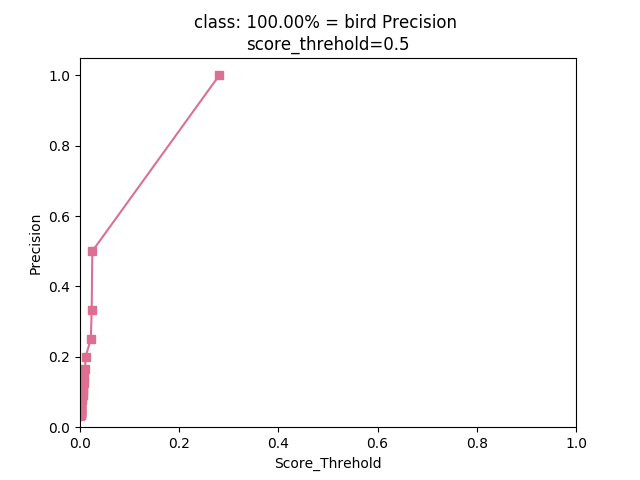 class: 100.00% = bird Precision
score_threhold=0.5
Precision
1.0
0.8
0.6
0.4
0.2
0.0
0.0 0.2 0.4 0.6 0.8 1.0
Score_Threhold